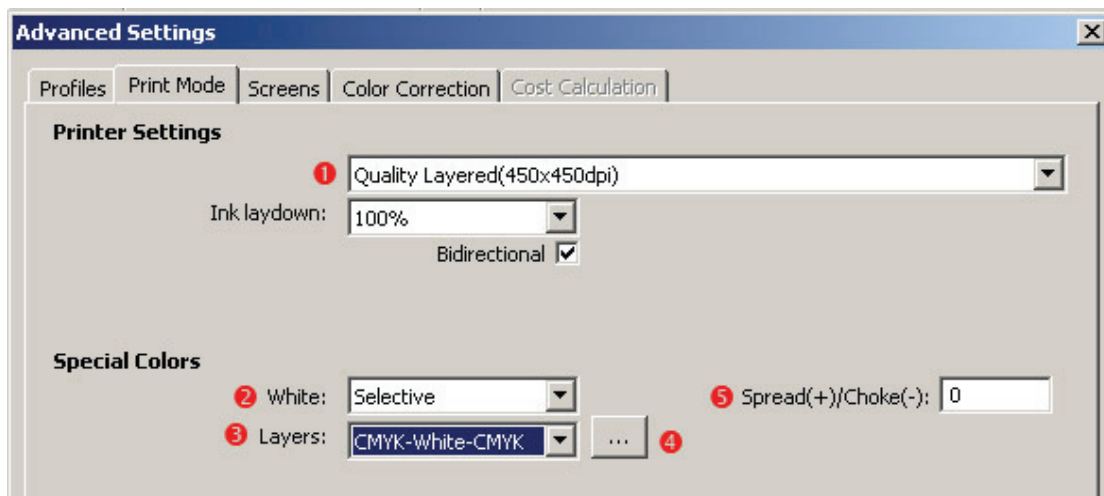 Advanced Settings
Profiles Print Mode Screens Color Correction Cost Calculation
Printer Settings
1 Quality Layered(450x450dpi)
Ink laydown: 100%
Bidirectional
Special Colors
2 White: Selective 5 Spread(+)/Choke(-): 0
3 Layers: CMYK-White-CMYK ... 4